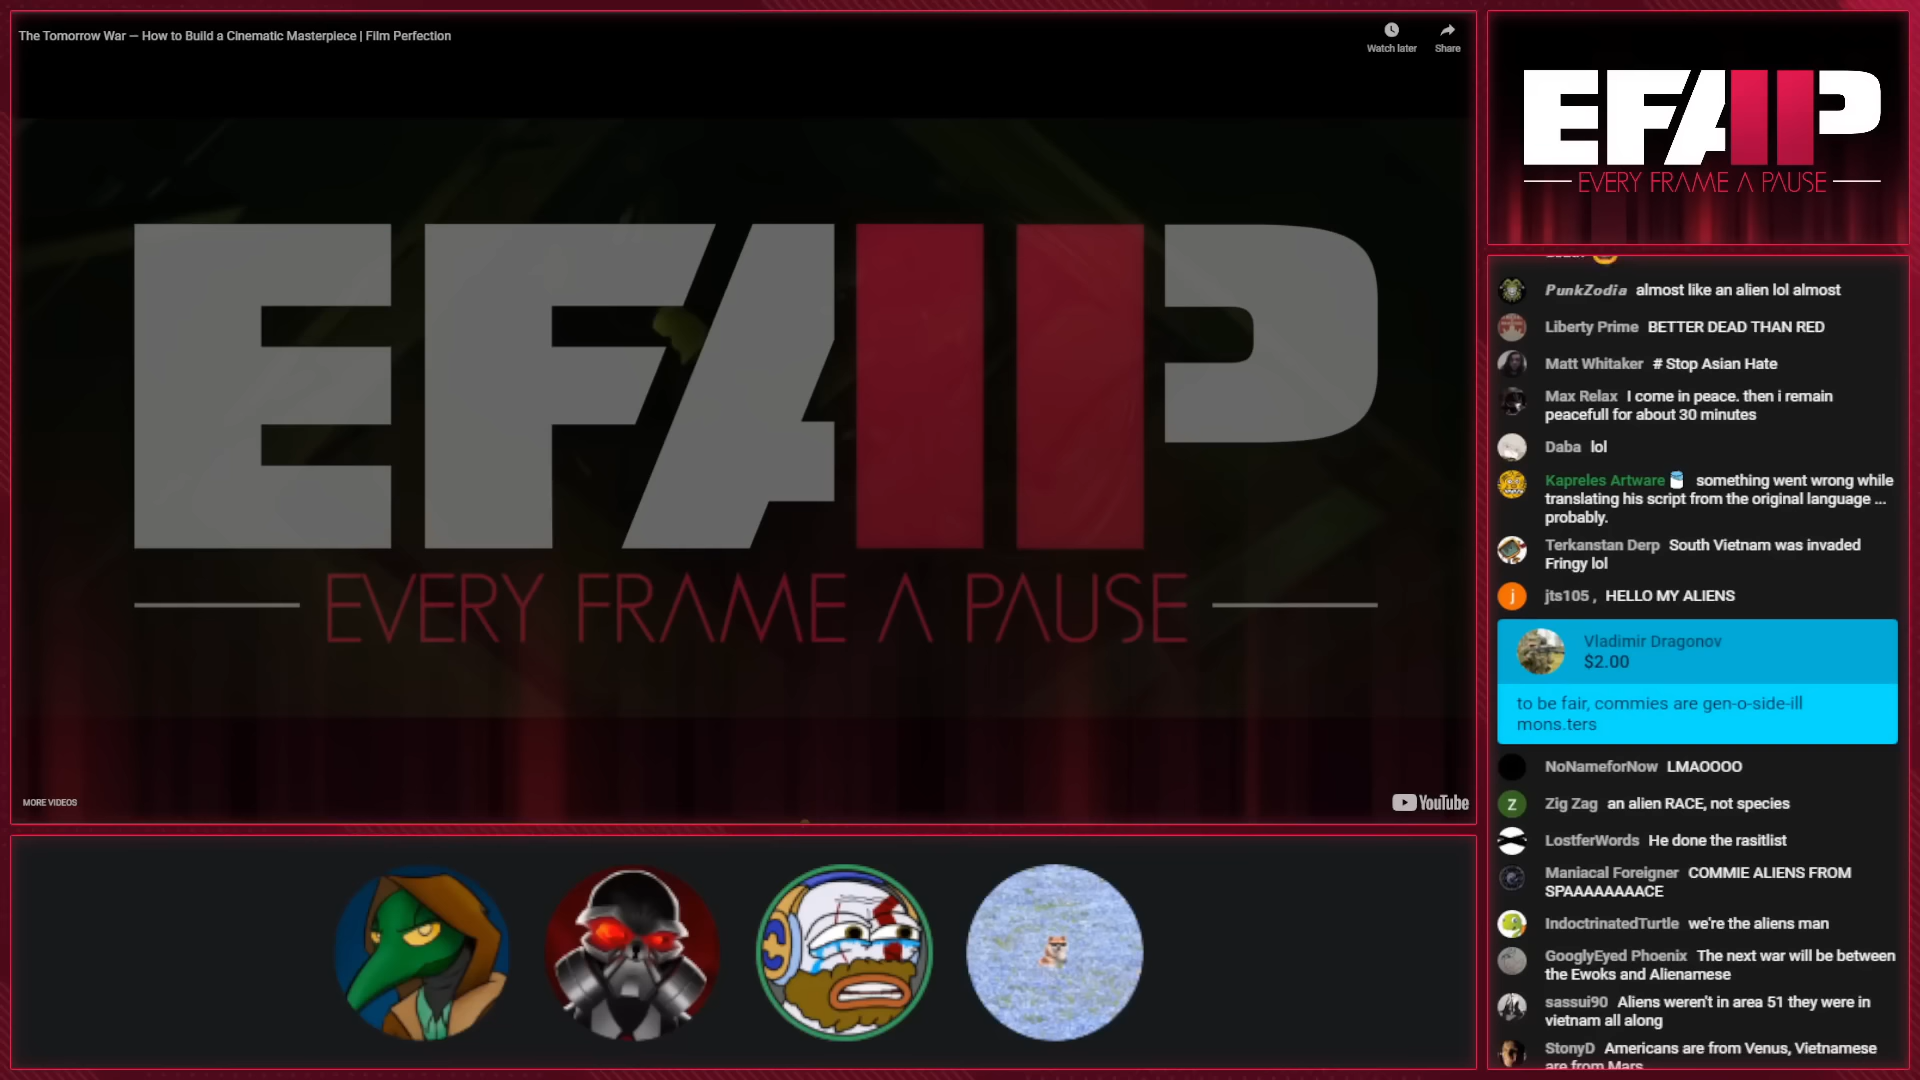 The Tomorrow War — How to Build a Cinematic Masterpiece | Film Perfection
Watch later
Share
EFAP
EVERY FRAME A PAUSE
MORE VIDEOS
YouTube
EFAP
EVERY FRAME A PAUSE
PunkZodia almost like an alien lol almost
Liberty Prime BETTER DEAD THAN RED
Matt Whitaker # Stop Asian Hate
Max Relax I come in peace. then i remain
peacefull for about 30 minutes
Daba lol
Kapreles Artware something went wrong while
translating his script from the original language ...
probably.
Terkanstan Derp South Vietnam was invaded
Fringy lol
j
jts105 , HELLO MY ALIENS
Vladimir Dragonov
$2.00
to be fair, commies are gen-o-side-ill
mons.ters
NoNameforNow LMAOOOO
Z
Zig Zag an alien RACE, not species
LostferWords He done the rasitlist
Maniacal Foreigner COMMIE ALIENS FROM
SPAAAAAAAACE
IndoctrinatedTurtle we're the aliens man
GooglyEyed Phoenix The next war will be between
the Ewoks and Alienamese
sassui90 Aliens weren't in area 51 they were in
vietnam all along
StonyD Americans are from Venus, Vietnamese
are from Mars